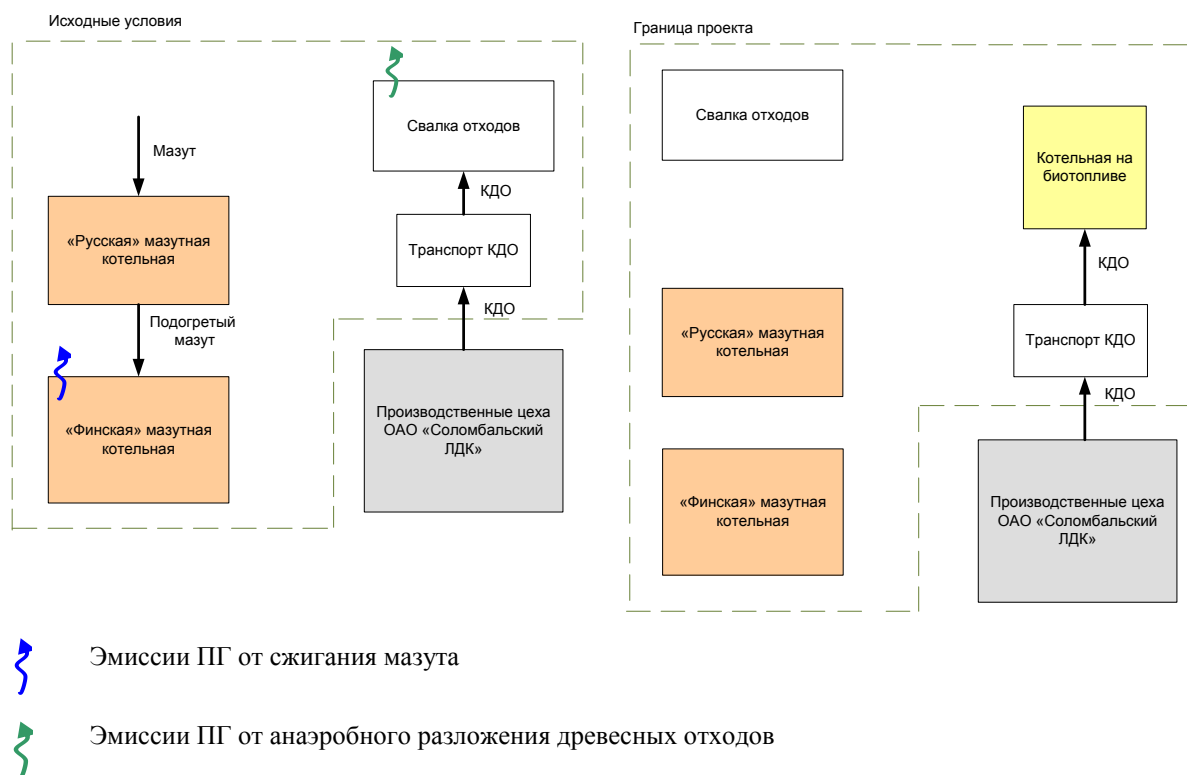 Исходные условия
Мазут
«Русская» мазутная
котельная
Подогретый
мазут
«Финская» мазутная
котельная
Свалка отходов
КДО
Транспорт КДО
КДО
Производственные цеха
ОАО «Соломбальский
ЛДК»
Граница проекта
Свалка отходов
«Русская» мазутная
котельная
«Финская» мазутная
котельная
Котельная на
биотопливе
КДО
Транспорт КДО
КДО
Производственные цеха
ОАО «Соломбальский
ЛДК»
Эмиссии ПГ от сжигания мазута
Эмиссии ПГ от анаэробного разложения древесных отходов